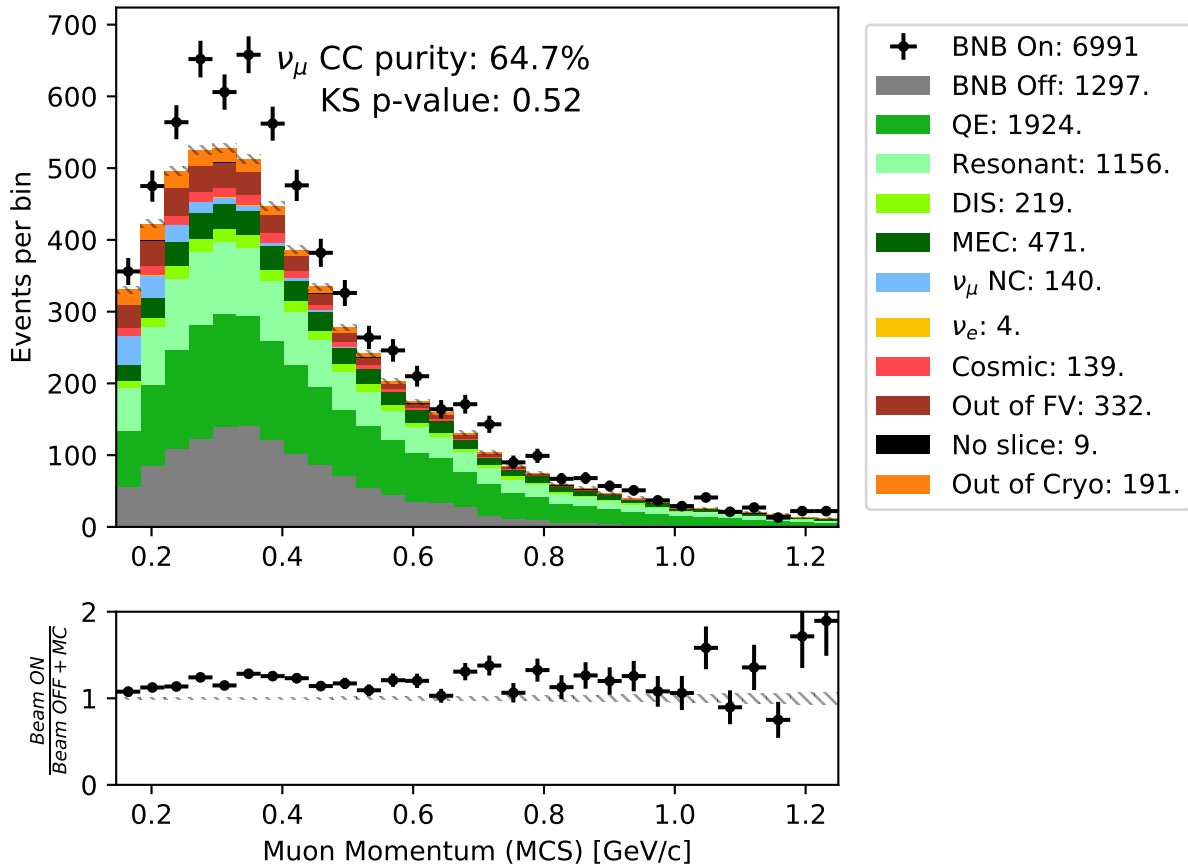 700
600
500
400
300
200
100
0
Events per bin
ν_μ CC purity: 64.7%
KS p-value: 0.52
0.2 0.4 0.6 0.8 1.0 1.2
BNB On: 6991
BNB Off: 1297.
QE: 1924.
Resonant: 1156.
DIS: 219.
MEC: 471.
ν_μ NC: 140.
ν_e: 4.
Cosmic: 139.
Out of FV: 332.
No slice: 9.
Out of Cryo: 191.
2
1
0
Beam ON
Beam OFF + MC
0.2 0.4 0.6 0.8 1.0 1.2
Muon Momentum (MCS) [GeV/c]